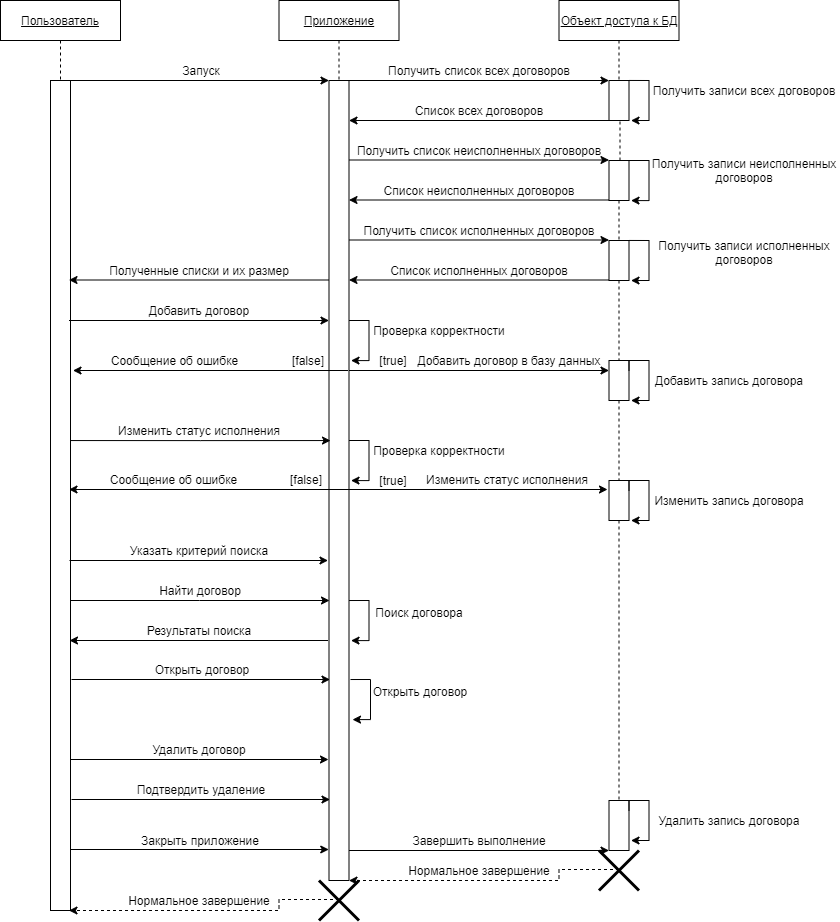 Пользователь
Приложение
Объект доступа к БД
Запуск
Получить список всех договоров
Получить записи всех договоров
Список всех договоров
Получить список неисполненных договоров
Получить записи неисполненных
договоров
Список неисполненных договоров
Получить список исполненных договоров
Получить записи исполненных
договоров
Полученные списки и их размер
Список исполненных договоров
Добавить договор
Проверка корректности
Сообщение об ошибке
[false]
[true]
Добавить договор в базу данных
Добавить запись договора
Изменить статус исполнения
Проверка корректности
Сообщение об ошибке
[false]
[true]
Изменить статус исполнения
Изменить запись договора
Указать критерий поиска
Найти договор
Поиск договора
Результаты поиска
Открыть договор
Открыть договор
Удалить договор
Подтвердить удаление
Удалить запись договора
Закрыть приложение
Завершить выполнение
Нормальное завершение
Нормальное завершение